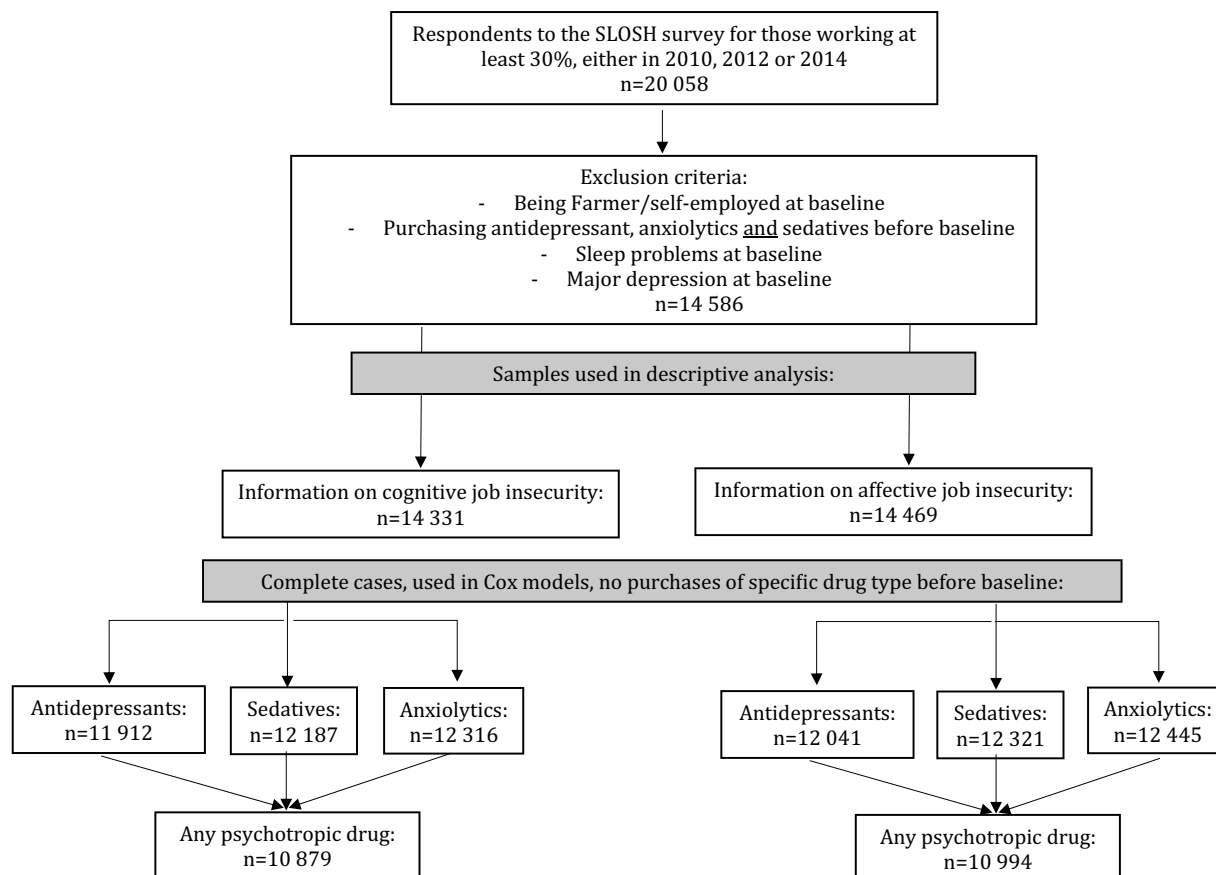 Respondents to the SLOSH survey for those working at
least 30%, either in 2010, 2012 or 2014
n=20 058
Exclusion criteria:
- Being Farmer/self-employed at baseline
- Purchasing antidepressant, anxiolytics and sedatives before baseline
- Sleep problems at baseline
- Major depression at baseline
n=14 586
Samples used in descriptive analysis:
Information on cognitive job insecurity:
n=14 331
Information on affective job insecurity:
n=14 469
Complete cases, used in Cox models, no purchases of specific drug type before baseline:
Antidepressants:
n=11 912
Sedatives:
n=12 187
Anxiolytics:
n=12 316
Antidepressants:
n=12 041
Sedatives:
n=12 321
Anxiolytics:
n=12 445
Any psychotropic drug:
n=10 879
Any psychotropic drug:
n=10 994